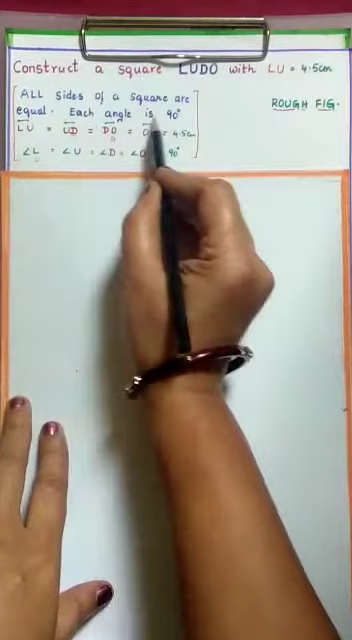 Construct a square LUDO with LU = 4.5cm
ALL sides of a square are
equal. Each angle is 90°
ROUGH FIG.
LU = UD = DO = = 4.5cm
∠L = ∠U = ∠D = 90°